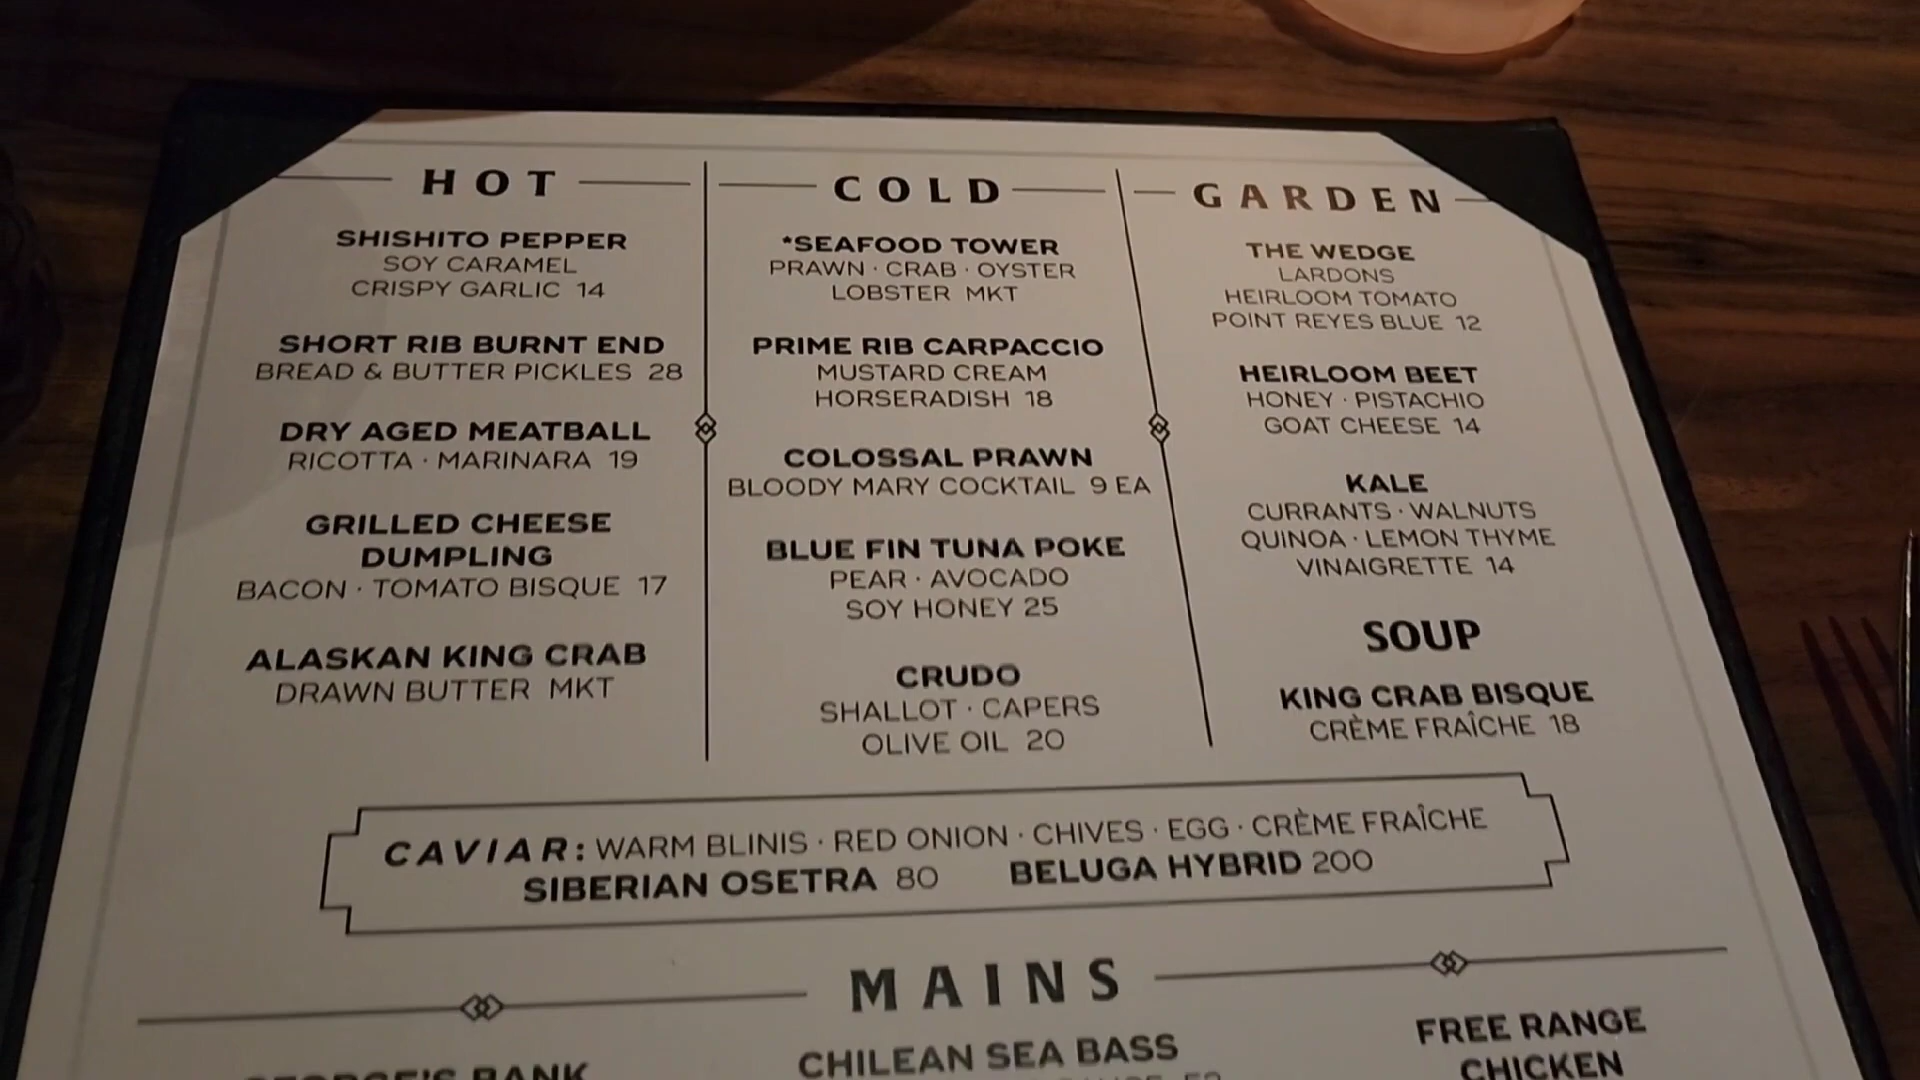 HOT
SHISHITO PEPPER
SOY CARAMEL
CRISPY GARLIC 14
SHORT RIB BURNT END
BREAD & BUTTER PICKLES 28
DRY AGED MEATBALL
RICOTTA · MARINARA 19
GRILLED CHEESE
DUMPLING
BACON · TOMATO BISQUE 17
ALASKAN KING CRAB
DRAWN BUTTER MKT
COLD
*SEAFOOD TOWER
PRAWN · CRAB · OYSTER
LOBSTER MKT
PRIME RIB CARPACCIO
MUSTARD CREAM
HORSERADISH 18
COLOSSAL PRAWN
BLOODY MARY COCKTAIL 9 EA
BLUE FIN TUNA POKE
PEAR · AVOCADO
SOY HONEY 25
CRUDO
SHALLOT · CAPERS
OLIVE OIL 20
GARDEN
THE WEDGE
LARDONS
HEIRLOOM TOMATO
POINT REYES BLUE 12
HEIRLOOM BEET
HONEY · PISTACHIO
GOAT CHEESE 14
KALE
CURRANTS · WALNUTS
QUINOA · LEMON THYME
VINAIGRETTE 14
SOUP
KING CRAB BISQUE
CRÈME FRAÎCHE 18
CAVIAR: WARM BLINIS · RED ONION · CHIVES · EGG · CRÈME FRAÎCHE
SIBERIAN OSETRA 80 BELUGA HYBRID 200
MAINS
GEORGE'S BANK
CHILEAN SEA BASS
FREE RANGE
CHICKEN